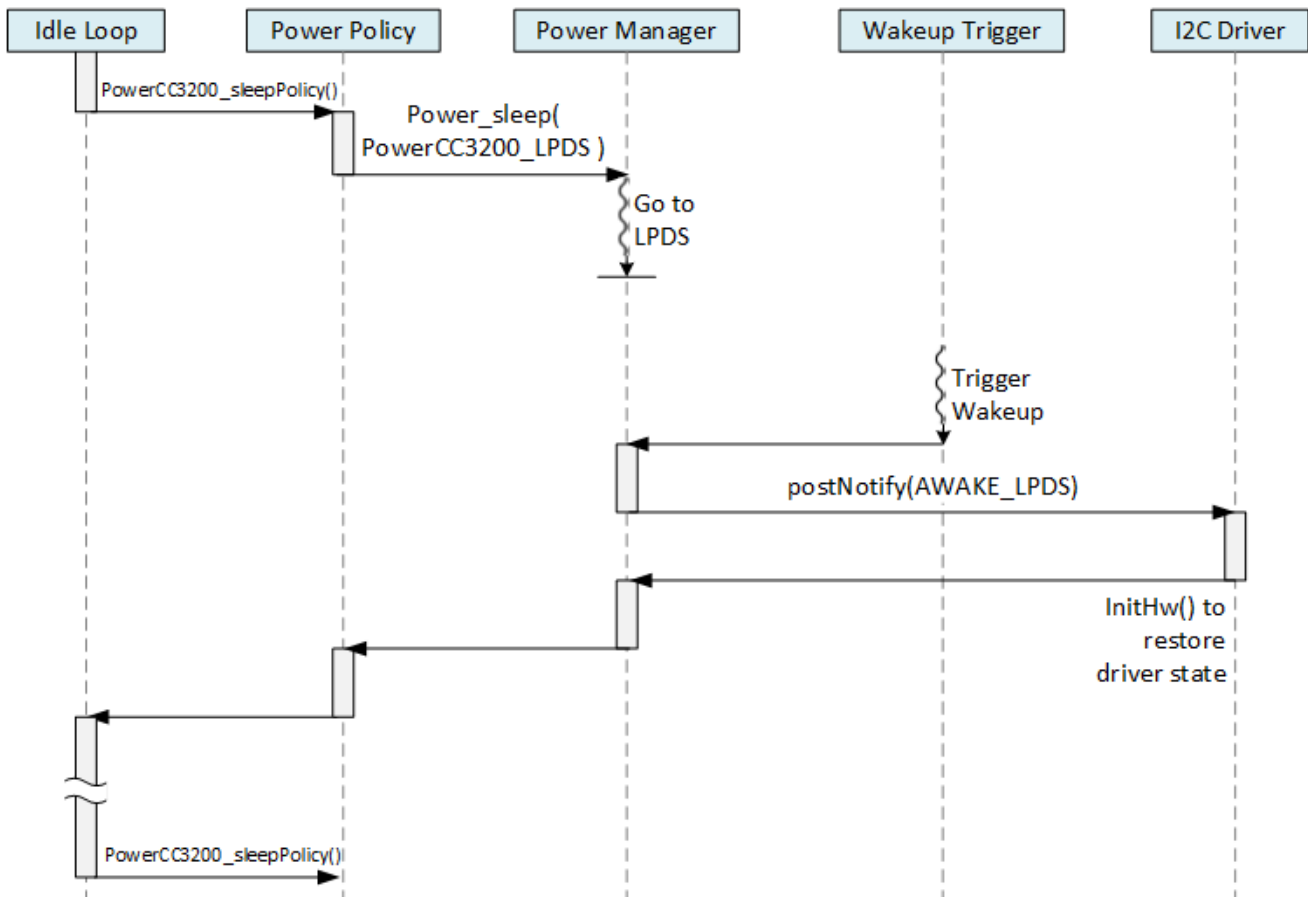 Idle Loop
Power Policy
Power Manager
Wakeup Trigger
I2C Driver
PowerCC3200_sleepPolicy()
Power_sleep(
PowerCC3200_LPDS )
Go to
LPDS
Trigger
Wakeup
postNotify(AWAKE_LPDS)
InitHw() to
restore
driver state
PowerCC3200_sleepPolicy()